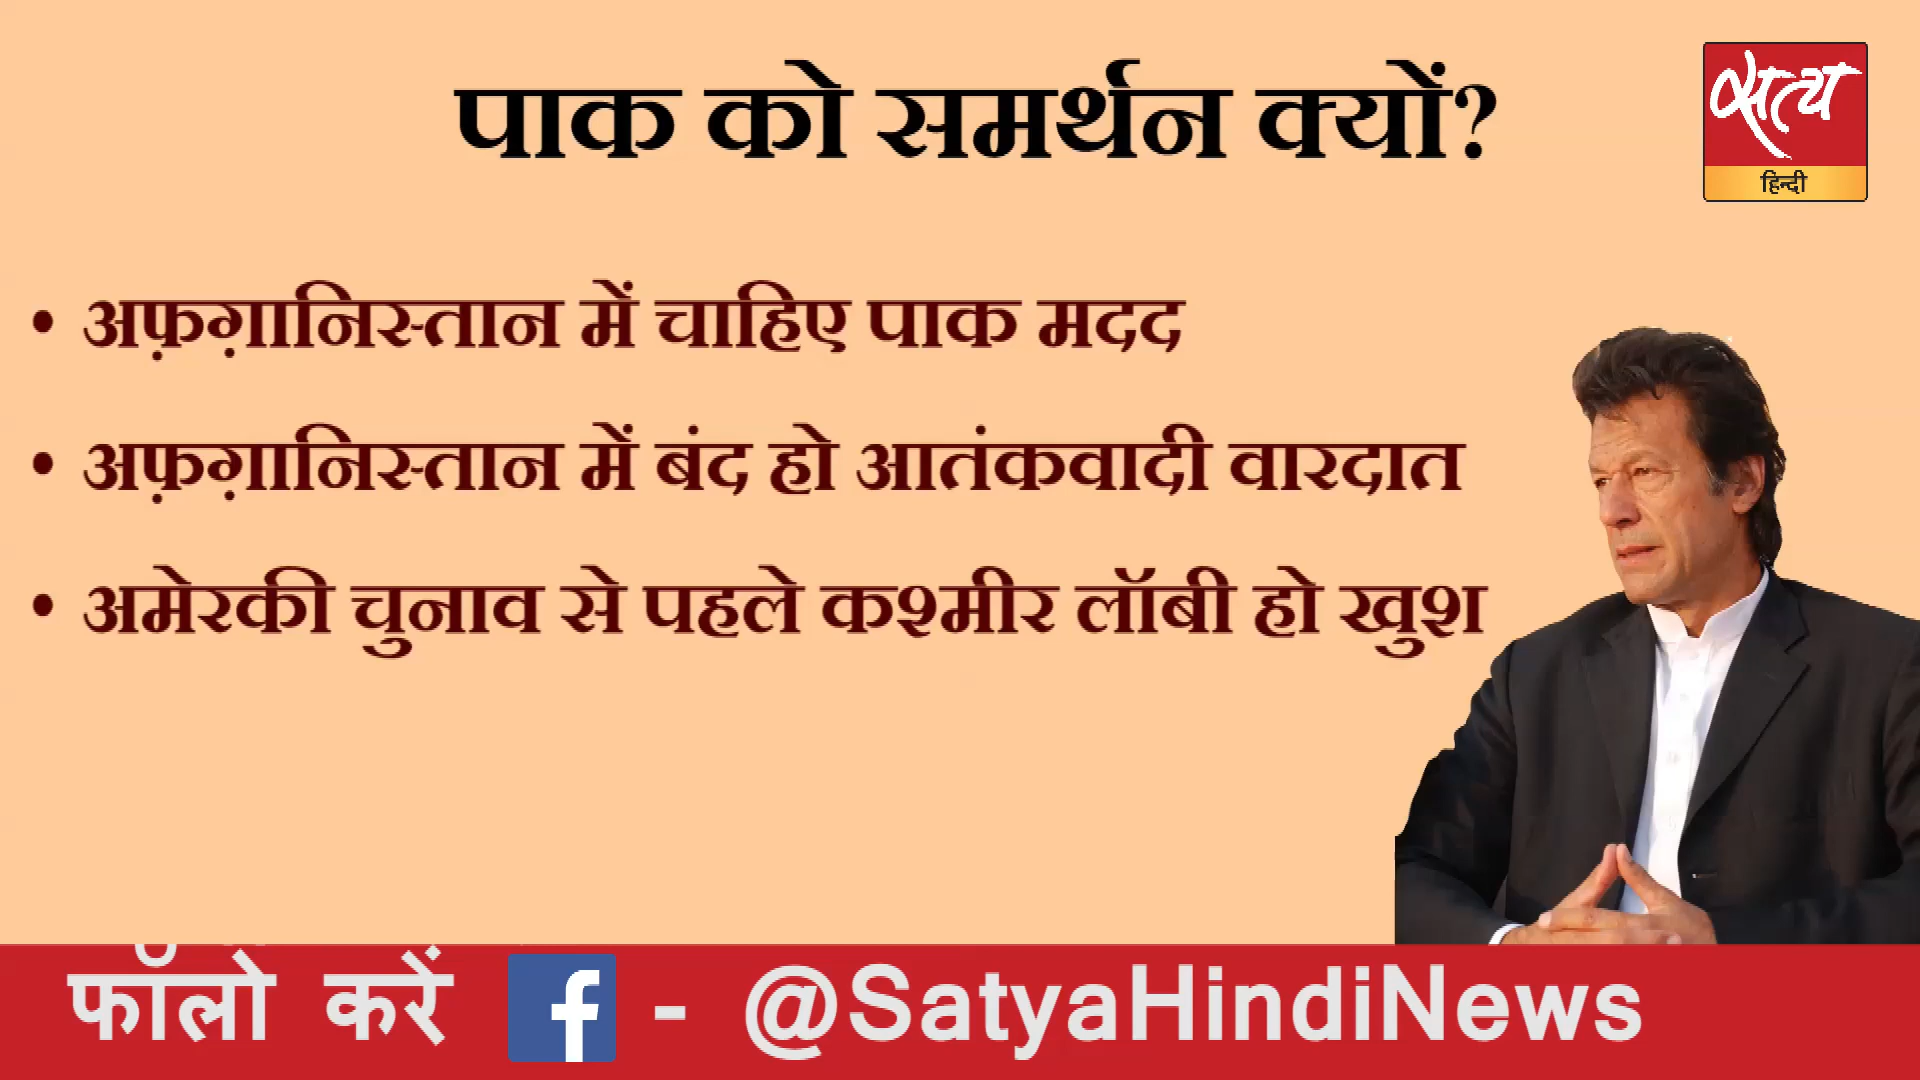 पाक को समर्थन क्यों?
सत्य
हिन्दी
• अफ़ग़ानिस्तान में चाहिए पाक मदद
• अफ़ग़ानिस्तान में बंद हो आतंकवादी वारदात
• अमेरकी चुनाव से पहले कश्मीर लॉबी हो खुश
फॉलो करें f - @SatyaHindiNews